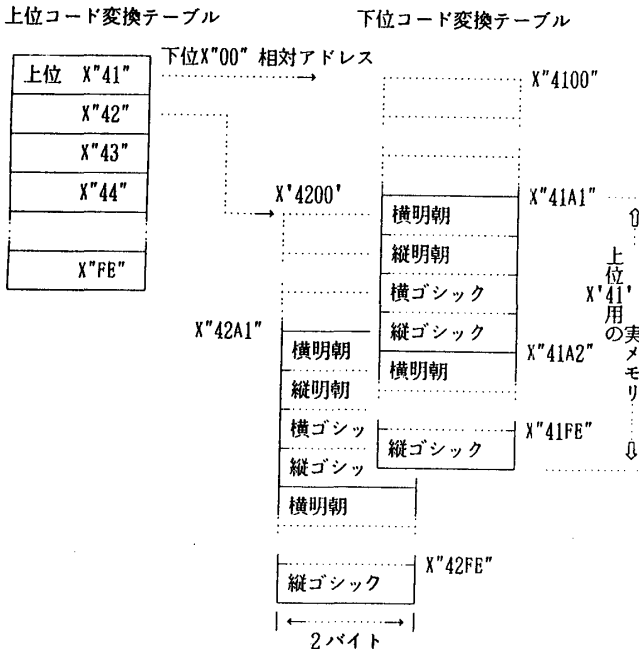 上位コード変換テーブル
下位コード変換テーブル
下位X"00" 相対アドレス
上位 X"41"
X"42"
X"43"
X"44"
X"FE"
X"4100"
X'4200'
X"41A1"
横明朝
縦明朝
横ゴシック
縦ゴシック
X"41A2"
横明朝
X"41FE"
縦ゴシック
上位X'41'用の実メモリ
X"42A1"
横明朝
縦明朝
横ゴシッ
縦ゴシッ
横明朝
X"42FE"
縦ゴシック
2バイト